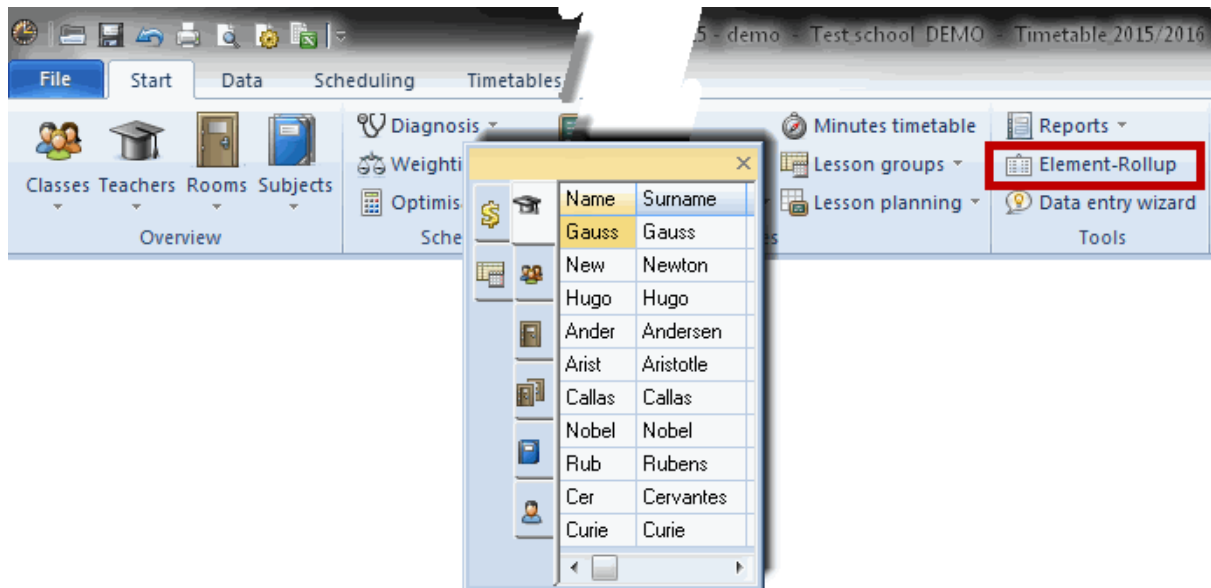 5 - demo - Test school DEMO - Timetable 2015/2016
File Start Data Scheduling Timetables
Diagnosis Minutes timetable Reports
Weighti Lesson groups Element-Rollup
Classes Teachers Rooms Subjects Optimis Lesson planning Data entry wizard
Overview Sche es Tools
Name Surname
Gauss Gauss
New Newton
Hugo Hugo
Ander Andersen
Arist Aristotle
Callas Callas
Nobel Nobel
Rub Rubens
Cer Cervantes
Curie Curie